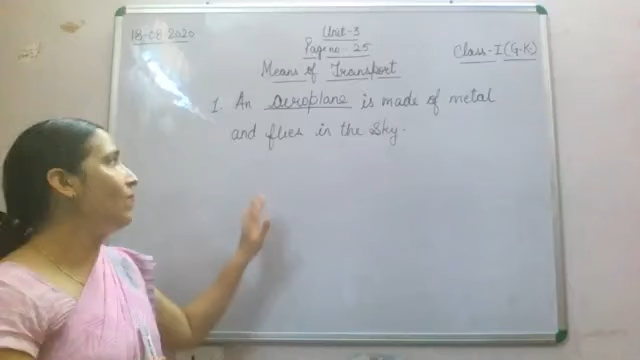 18-08-2020
Unit-3
Page no-25
Class-I (G.K)
Means of Transport
1. An aeroplane is made of metal
and flies in the sky.